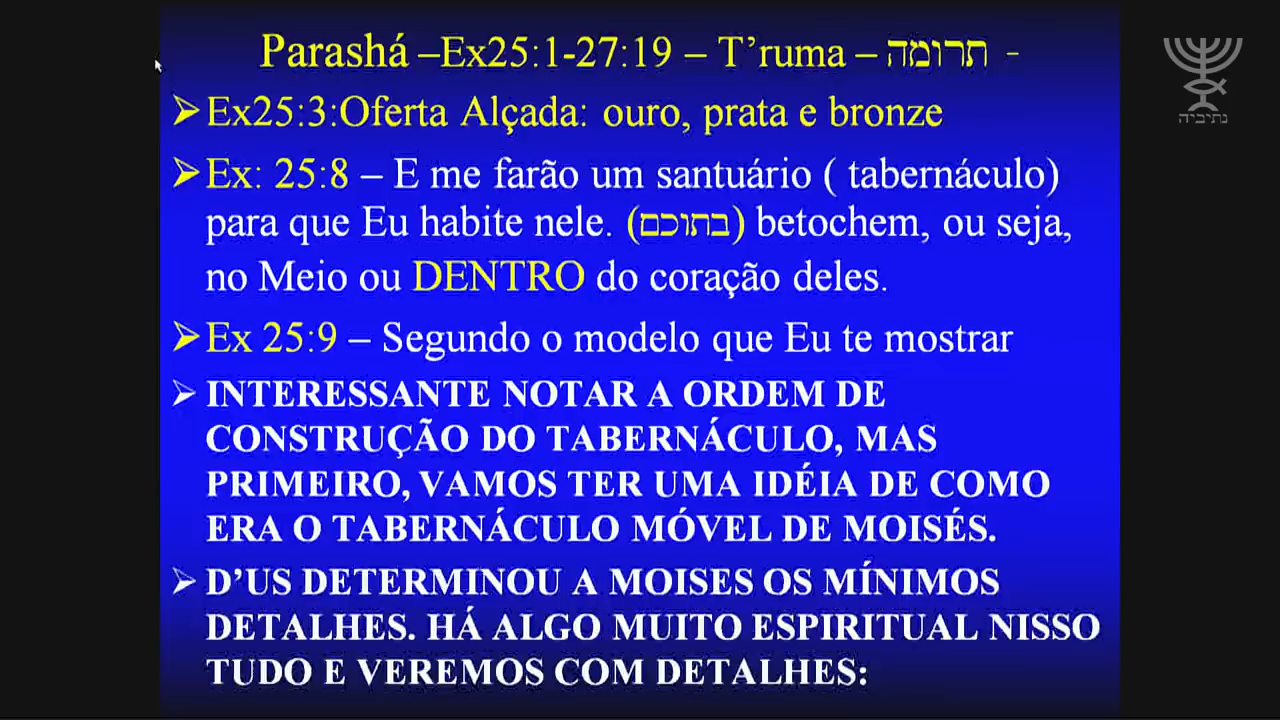 Parashá –Ex25:1-27:19 – T’ruma – תרומה -
➢Ex25:3:Oferta Alçada: ouro, prata e bronze
➢Ex: 25:8 – E me farão um santuário ( tabernáculo)
para que Eu habite nele. (בתוכם) betochem, ou seja,
no Meio ou DENTRO do coração deles.
➢Ex 25:9 – Segundo o modelo que Eu te mostrar
➢ INTERESSANTE NOTAR A ORDEM DE
CONSTRUÇÃO DO TABERNÁCULO, MAS
PRIMEIRO, VAMOS TER UMA IDÉIA DE COMO
ERA O TABERNÁCULO MÓVEL DE MOISÉS.
➢ D’US DETERMINOU A MOISES OS MÍNIMOS
DETALHES. HÁ ALGO MUITO ESPIRITUAL NISSO
TUDO E VEREMOS COM DETALHES:
נתיביה